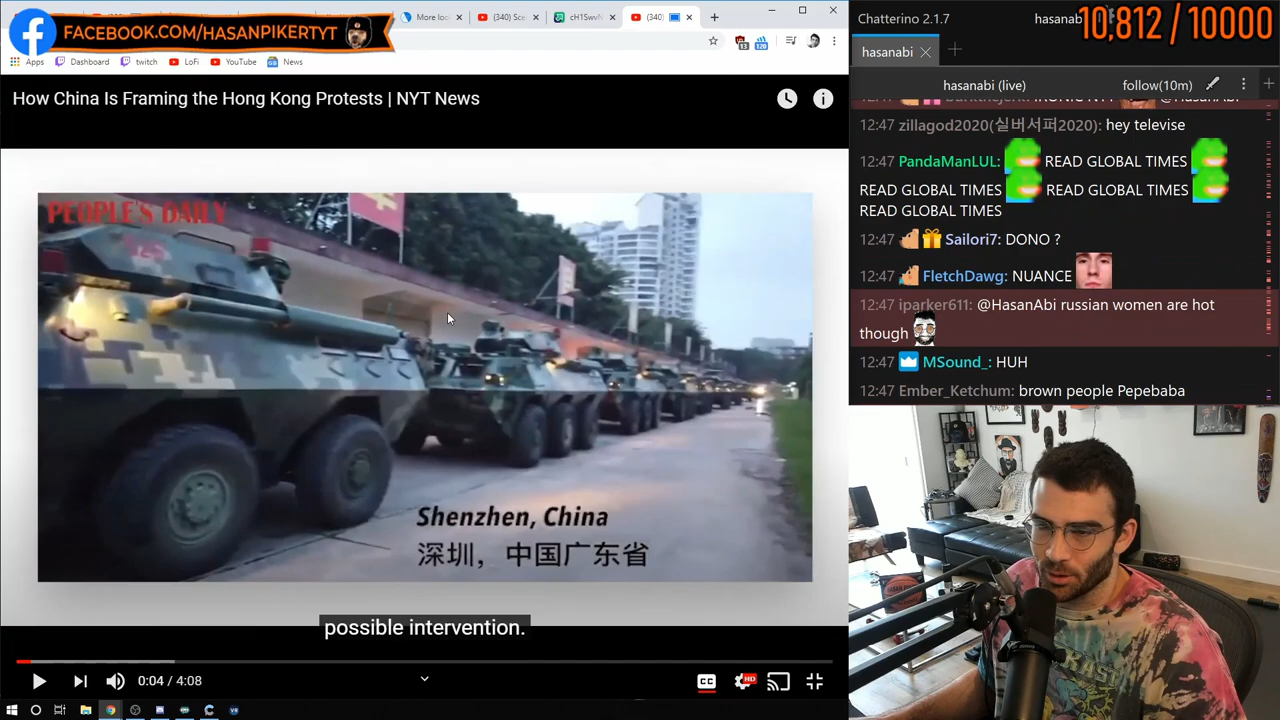 FACEBOOK.COM/HASANPIKERTYT
More loc
(340) Sce
cH1SwvN
(340)
Apps
Dashboard
twitch
LoFi
YouTube
News
13
120
How China Is Framing the Hong Kong Protests | NYT News
PEOPLE'S DAILY
Shenzhen, China
深圳，中国广东省
possible intervention.
0:04 / 4:08
CC
HD
Chatterino 2.1.7
hasanab
10,812 / 10000
hasanabi
hasanabi (live)
follow(10m)
12:47 zillagod2020(실버서퍼2020): hey televise
12:47 PandaManLUL: READ GLOBAL TIMES
READ GLOBAL TIMES READ GLOBAL TIMES
READ GLOBAL TIMES
12:47 Sailori7: DONO ?
12:47 FletchDawg: NUANCE
12:47 iparker611: @HasanAbi russian women are hot
though
12:47 MSound_: HUH
12:47 Ember_Ketchum: brown people Pepebaba